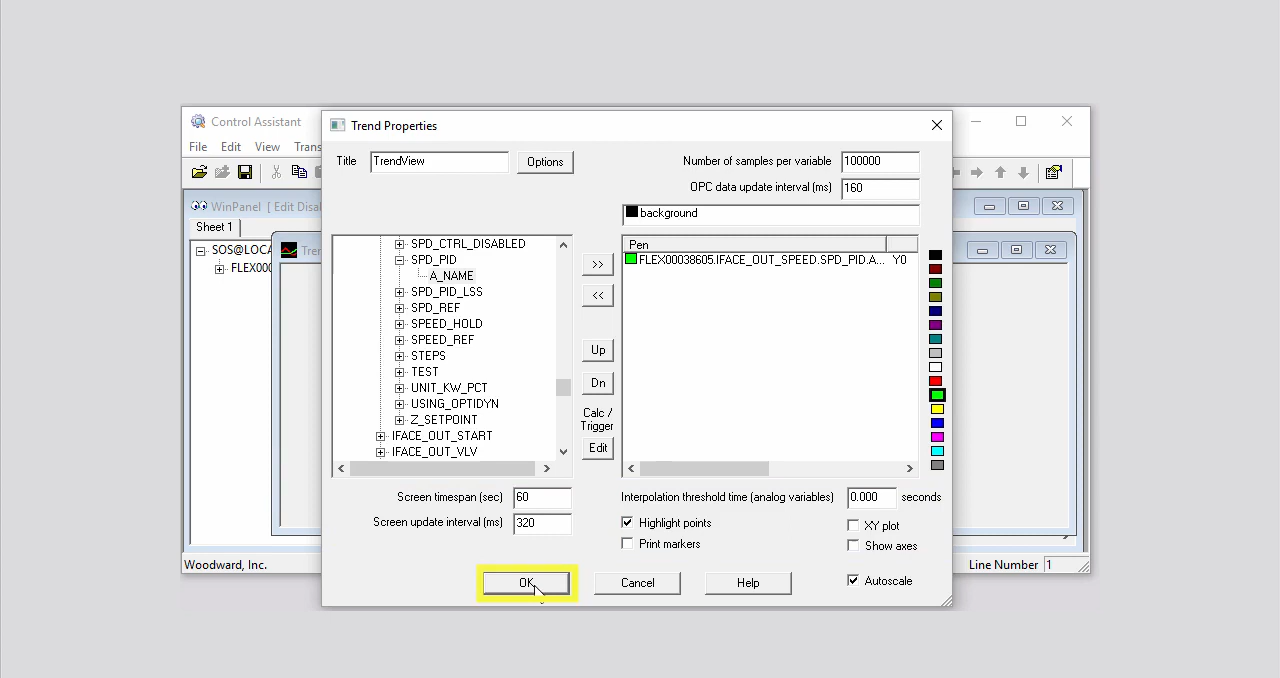 Control Assistant
Trend Properties
File Edit View Trans
Title TrendView Options
Number of samples per variable 100000
OPC data update interval (ms) 160
background
WinPanel [ Edit Disa
Sheet 1
SOS@LOCA
FLEX000
Tre
SPD_CTRL_DISABLED
SPD_PID
A_NAME
SPD_PID_LSS
SPD_REF
SPEED_HOLD
SPEED_REF
STEPS
TEST
UNIT_KW_PCT
USING_OPTIDYN
Z_SETPOINT
IFACE_OUT_START
IFACE_OUT_VLV
>>
<<
Up
Dn
Calc /
Trigger
Edit
Pen
FLEX00038605.IFACE_OUT_SPEED.SPD_PID.A... Y0
Screen timespan (sec) 60
Screen update interval (ms) 320
Interpolation threshold time (analog variables) 0.000 seconds
Highlight points
Print markers
XY plot
Show axes
Autoscale
OK Cancel Help
Woodward, Inc.
Line Number 1